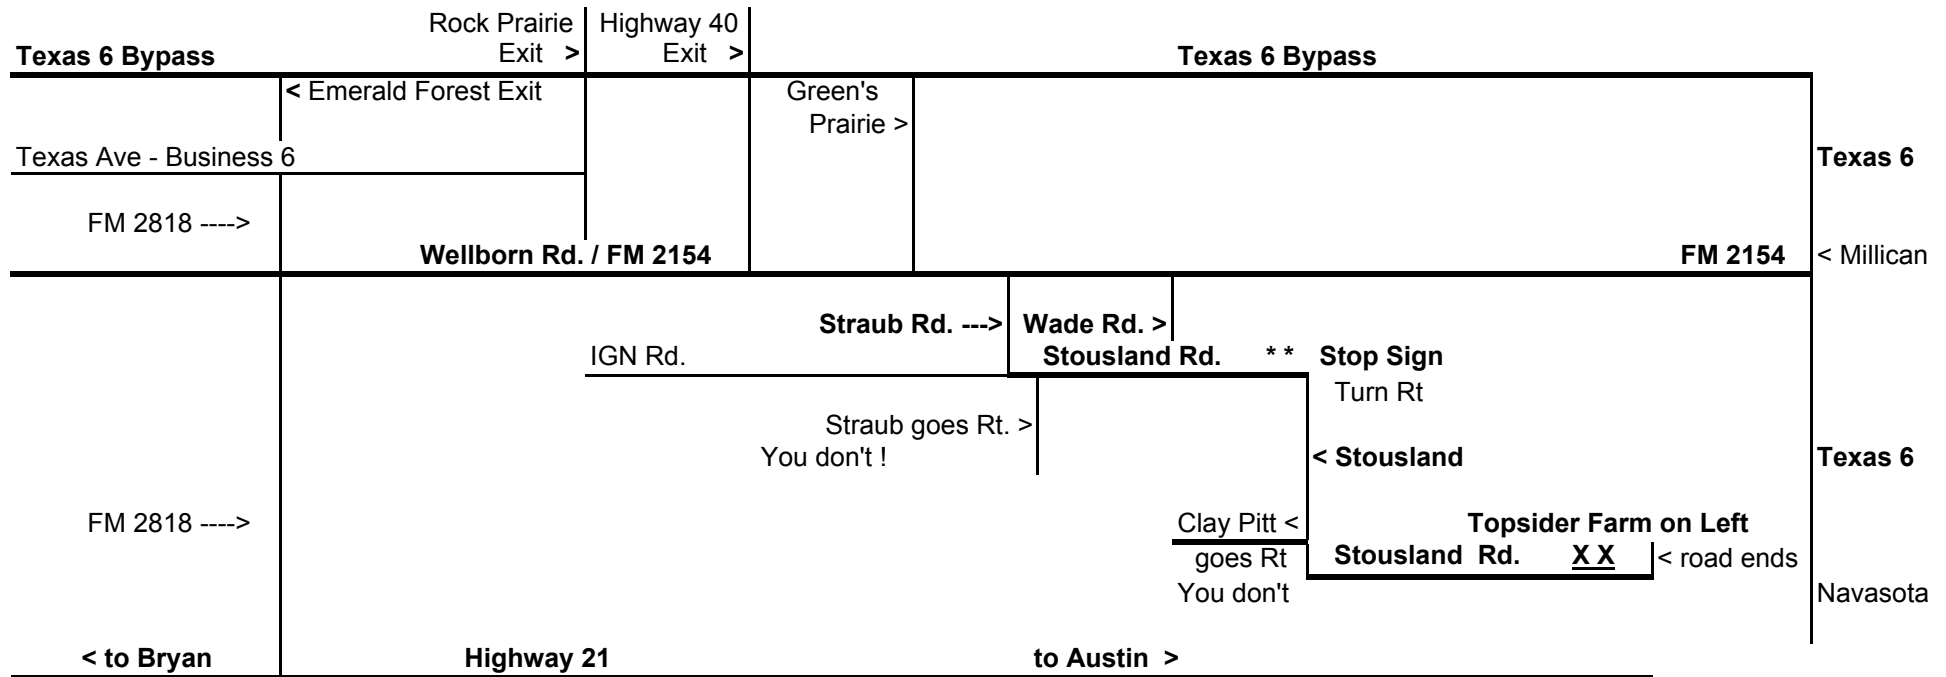 Rock Prairie Highway 40
Texas 6 Bypass Exit > Exit > Texas 6 Bypass
< Emerald Forest Exit Green's
Prairie >
Texas Ave - Business 6 Texas 6
FM 2818 ---->
Wellborn Rd. / FM 2154 FM 2154 < Millican
Straub Rd. ---> Wade Rd. >
IGN Rd. Stousland Rd. * * Stop Sign
Turn Rt
Straub goes Rt. >
You don't ! < Stousland Texas 6
FM 2818 ----> Clay Pitt < Topsider Farm on Left
goes Rt Stousland Rd. X X < road ends
You don't Navasota
< to Bryan Highway 21 to Austin >